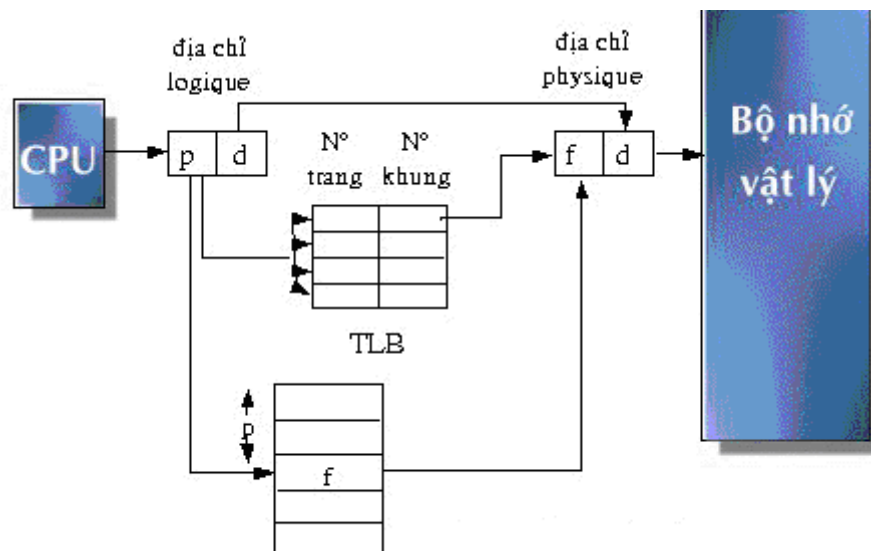 địa chỉ
logique
địa chỉ
physique
CPU
p
d
N°
trang
N°
khung
f
d
Bộ nhớ
vật lý
TLB
p
f